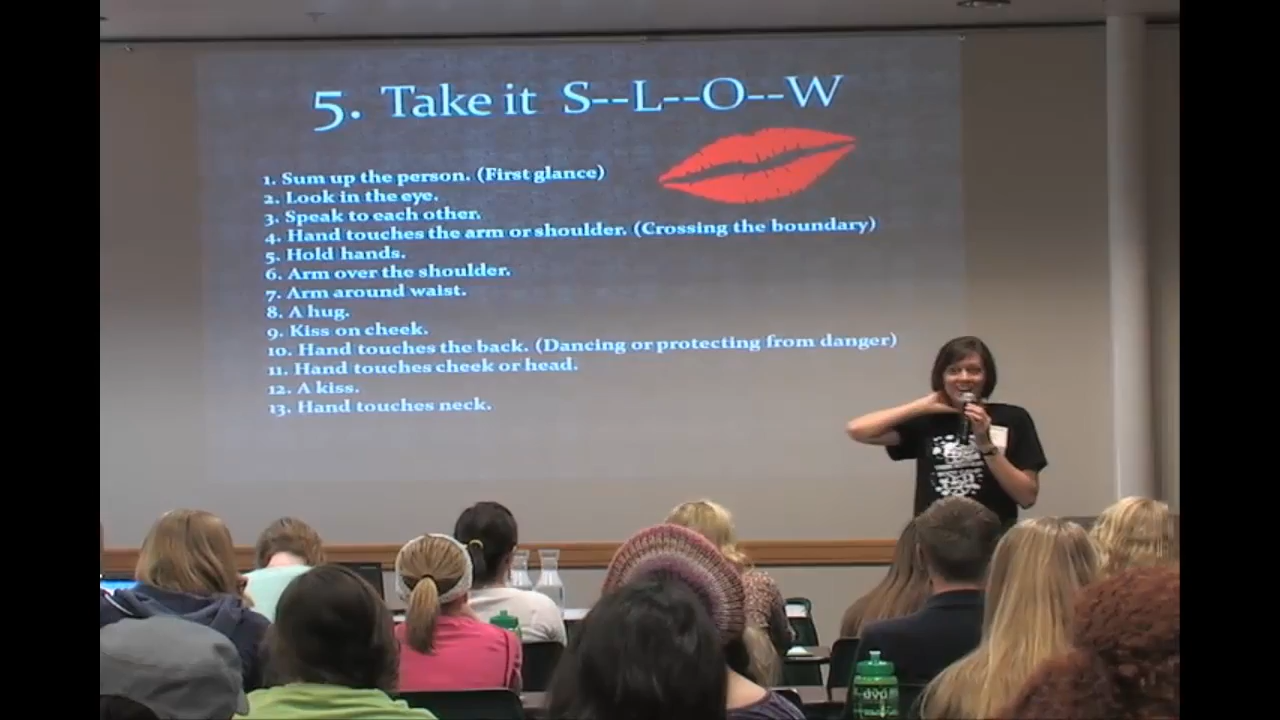 5. Take it S--L--O--W
1. Sum up the person. (First glance)
2. Look in the eye.
3. Speak to each other.
4. Hand touches the arm or shoulder. (Crossing the boundary)
5. Hold hands.
6. Arm over the shoulder.
7. Arm around waist.
8. A hug.
9. Kiss on cheek.
10. Hand touches the back. (Dancing or protecting from danger)
11. Hand touches cheek or head.
12. A kiss.
13. Hand touches neck.